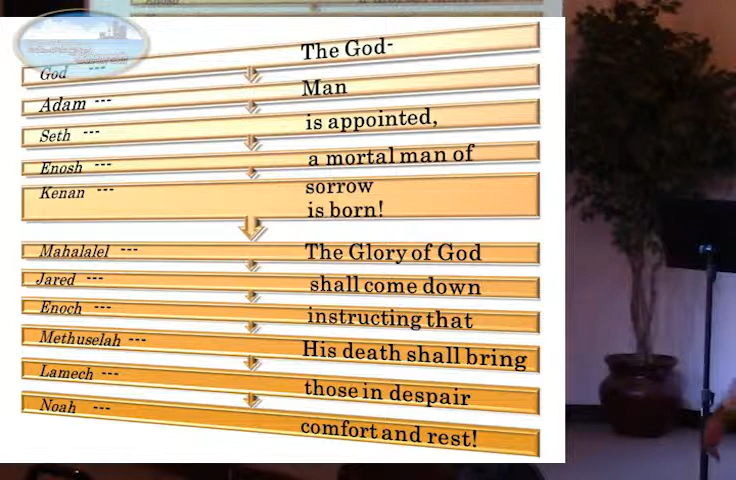 God --- The God-
Adam --- Man
Seth --- is appointed,
Enosh --- a mortal man of
Kenan --- sorrow
is born!
Mahalalel --- The Glory of God
Jared --- shall come down
Enoch --- instructing that
Methuselah --- His death shall bring
Lamech --- those in despair
Noah --- comfort and rest!